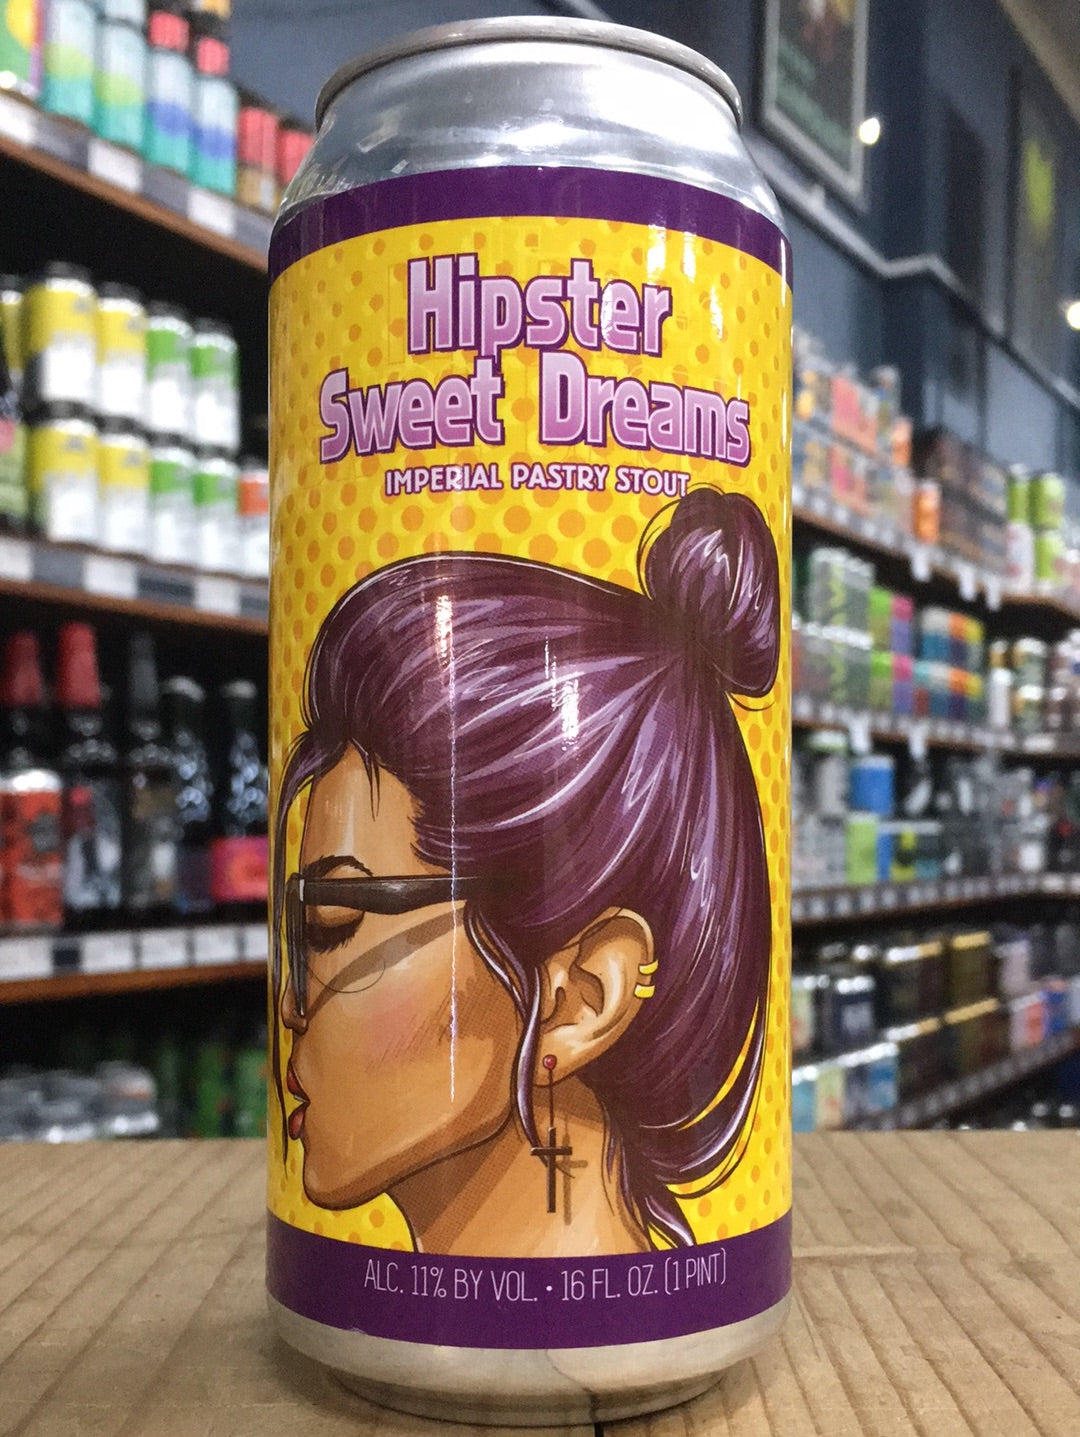 Hipster
Sweet Dreams
IMPERIAL PASTRY STOUT
ALC. 11% BY VOL. • 16 FL. OZ. (1 PINT)